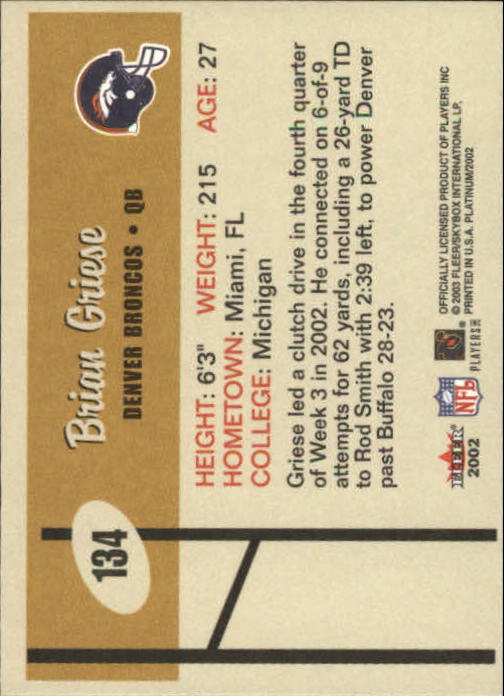 134
Brian Griese
DENVER BRONCOS • QB
HEIGHT: 6'3" WEIGHT: 215 AGE: 27
HOMETOWN: Miami, FL
COLLEGE: Michigan
Griese led a clutch drive in the fourth quarter
of Week 3 in 2002. He connected on 6-of-9
attempts for 62 yards, including a 26-yard TD
to Rod Smith with 2:39 left, to power Denver
past Buffalo 28-23.
FLEER
2002
NFL
PLAYERS INC
OFFICIALLY LICENSED PRODUCT OF PLAYERS INC
© 2003 FLEER/SKYBOX INTERNATIONAL LP,
PRINTED IN U.S.A. PLATINUM/2002